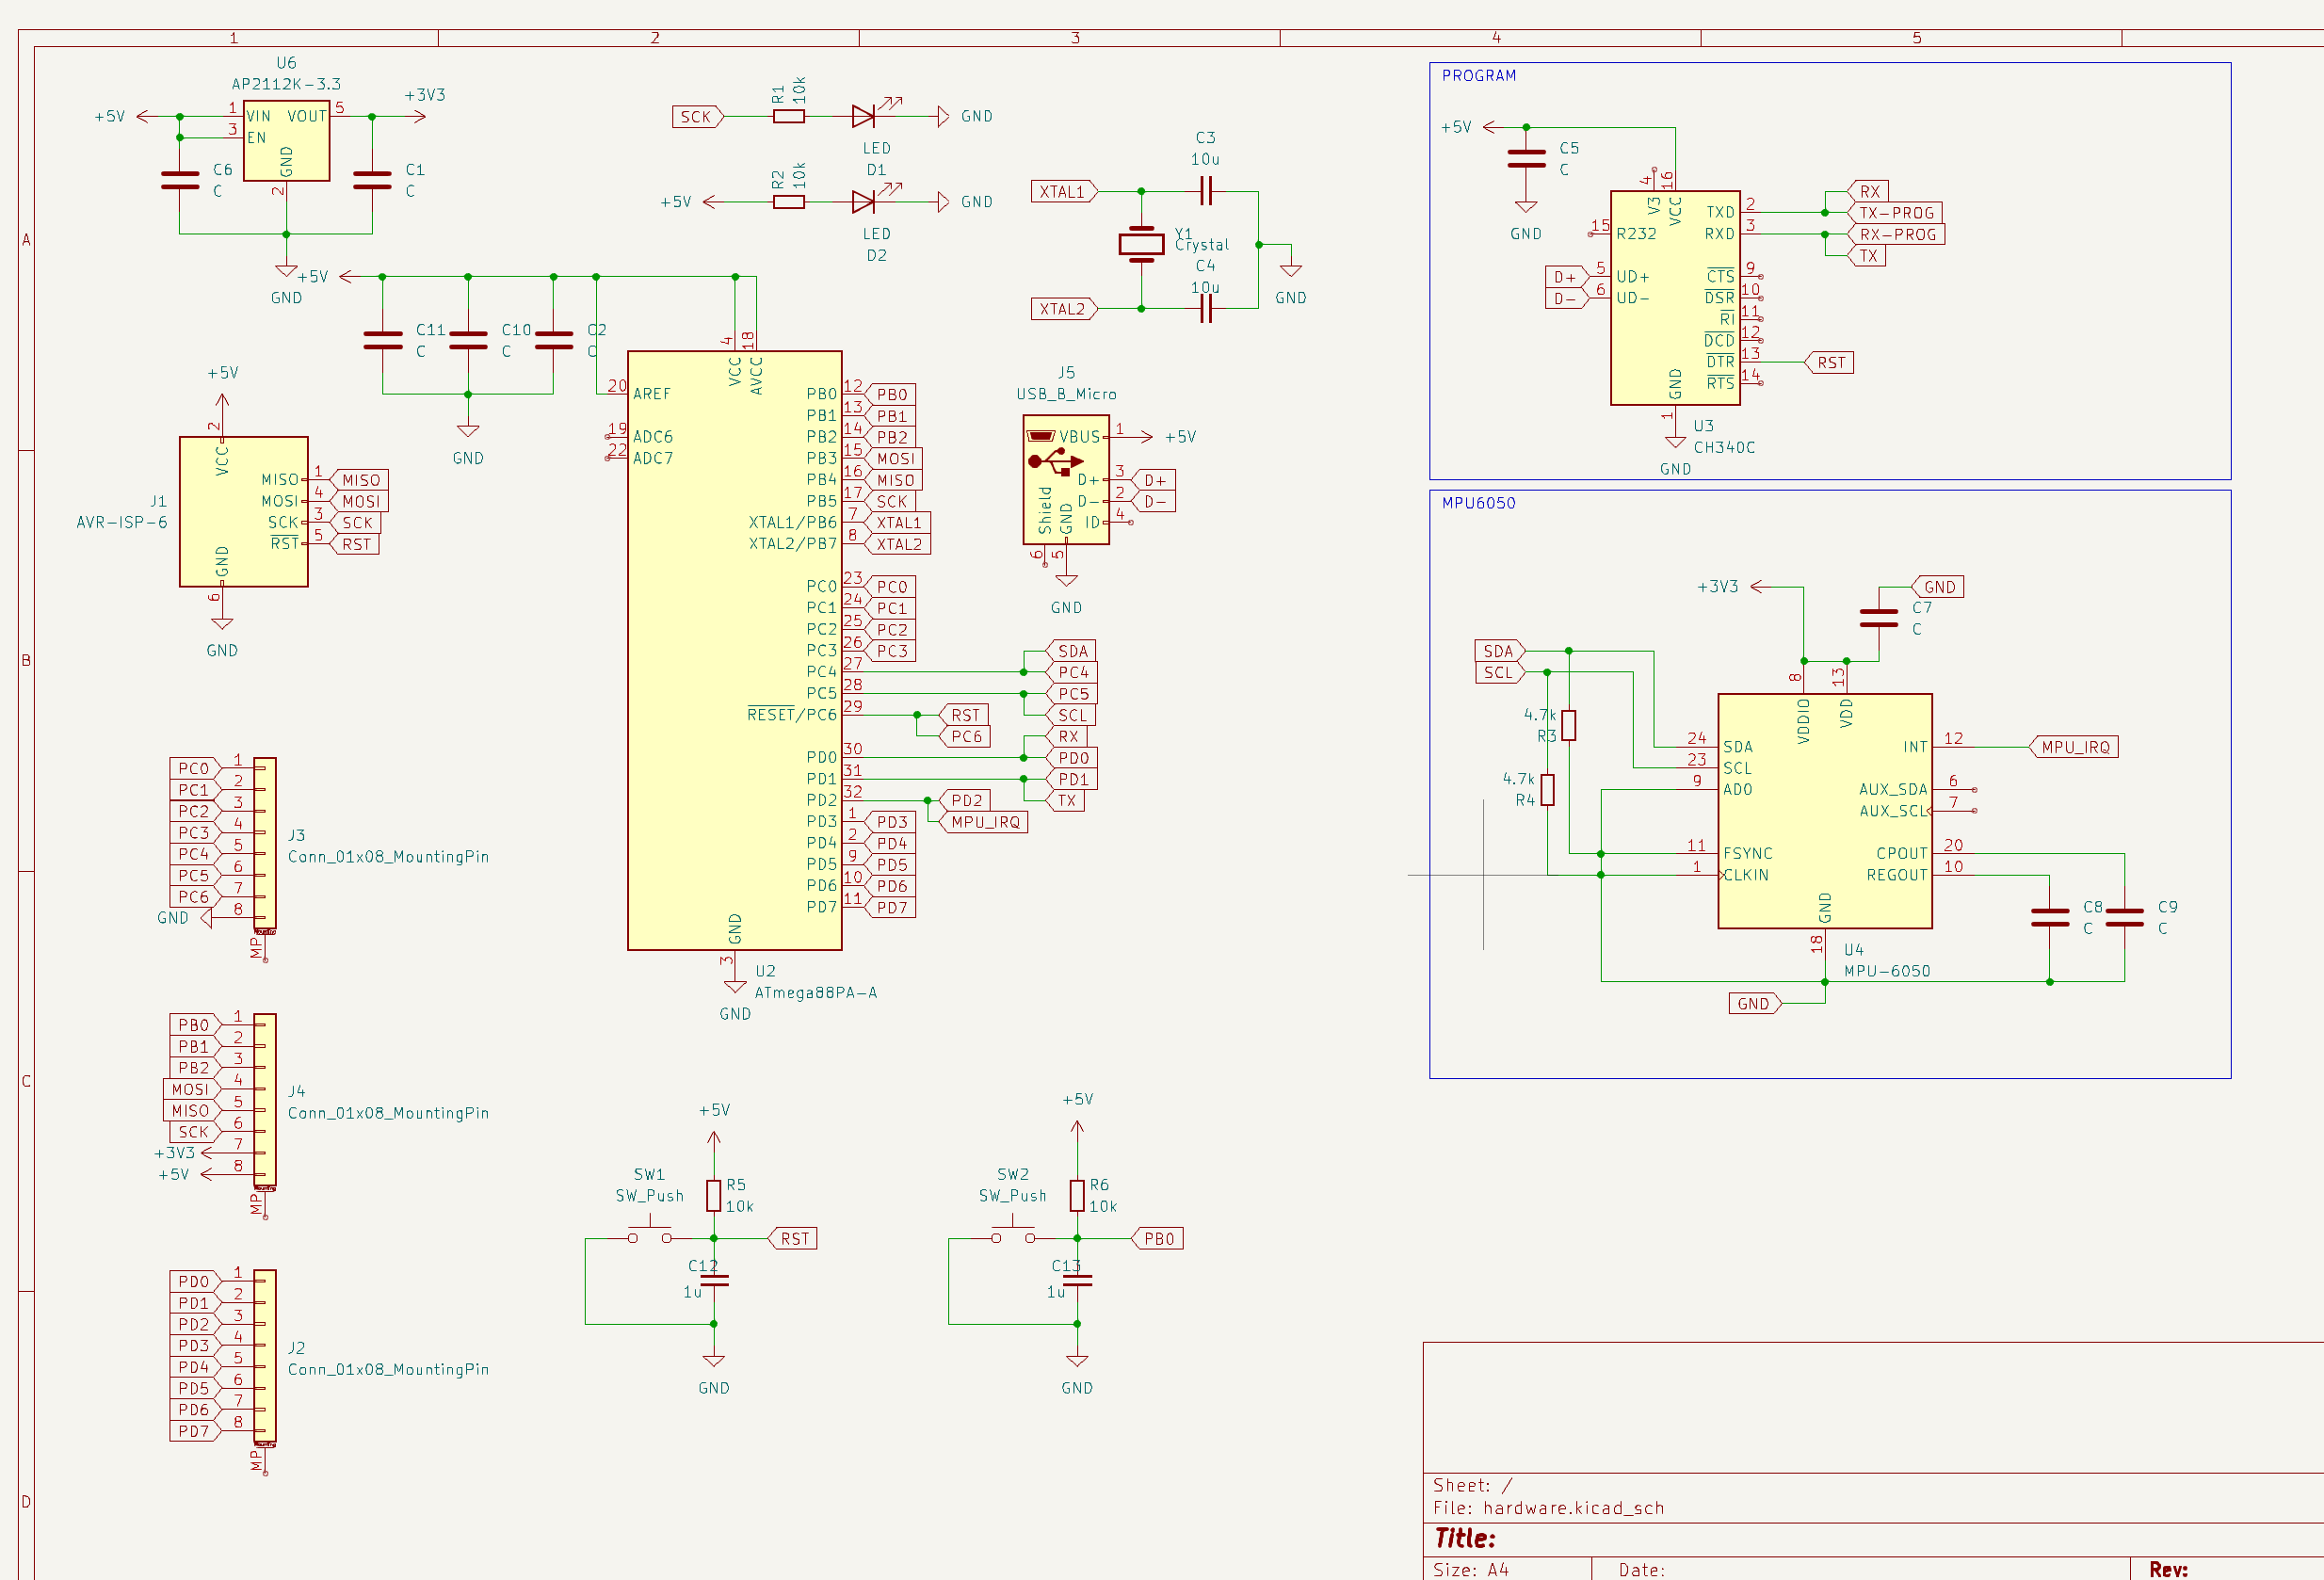 1
2
3
4
5
A
B
C
D
U6
AP2112K-3.3
+5V
1
VIN
VOUT
5
+3V3
3
EN
GND
2
C6
C
C1
C
GND
SCK
R1
10k
LED
D1
GND
+5V
R2
10k
LED
D2
GND
XTAL1
C3
10u
Y1
Crystal
C4
10u
XTAL2
GND
+5V
C11
C
C10
C
C2
C
GND
+5V
2
VCC
J1
AVR-ISP-6
MISO
1
MISO
MOSI
4
MOSI
SCK
3
SCK
RST
5
RST
GND
6
GND
4
VCC
18
AVCC
20
AREF
19
ADC6
22
ADC7
PB0
12
PB0
PB1
13
PB1
PB2
14
PB2
PB3
15
MOSI
PB4
16
MISO
PB5
17
SCK
XTAL1/PB6
7
XTAL1
XTAL2/PB7
8
XTAL2
PC0
23
PC0
PC1
24
PC1
PC2
25
PC2
PC3
26
PC3
PC4
27
SDA
PC4
PC5
28
PC5
SCL
RESET/PC6
29
RST
PC6
PD0
30
RX
PD0
PD1
31
PD1
TX
PD2
32
PD2
MPU_IRQ
PD3
1
PD3
PD4
2
PD4
PD5
9
PD5
PD6
10
PD6
PD7
11
PD7
GND
3
U2
ATmega88PA-A
GND
J5
USB_B_Micro
VBUS
1
+5V
D+
3
D+
D-
2
D-
ID
4
Shield
6
GND
5
GND
PROGRAM
+5V
C5
C
GND
4
V3
16
VCC
15
R232
5
UD+
D+
6
UD-
D-
TXD
2
RX
TX-PROG
RXD
3
RX-PROG
TX
CTS
9
DSR
10
RI
11
DCD
12
DTR
13
RST
RTS
14
GND
1
U3
CH340C
GND
MPU6050
+3V3
GND
C7
C
SDA
SCL
8
VDDIO
13
VDD
4.7k
R3
4.7k
R4
24
SDA
23
SCL
9
AD0
11
FSYNC
1
CLKIN
INT
12
MPU_IRQ
AUX_SDA
6
AUX_SCL
7
CPOUT
20
REGOUT
10
GND
18
U4
MPU-6050
C8
C
C9
C
GND
PC0
1
PC1
2
PC2
3
PC3
4
PC4
5
PC5
6
PC6
7
GND
8
MP
J3
Conn_01x08_MountingPin
PB0
1
PB1
2
PB2
3
MOSI
4
MISO
5
SCK
6
+3V3
7
+5V
8
MP
J4
Conn_01x08_MountingPin
PD0
1
PD1
2
PD2
3
PD3
4
PD4
5
PD5
6
PD6
7
PD7
8
MP
J2
Conn_01x08_MountingPin
+5V
SW1
SW_Push
R5
10k
RST
C12
1u
GND
+5V
SW2
SW_Push
R6
10k
PB0
C13
1u
GND
Sheet: /
File: hardware.kicad_sch
Title:
Size: A4
Date:
Rev: